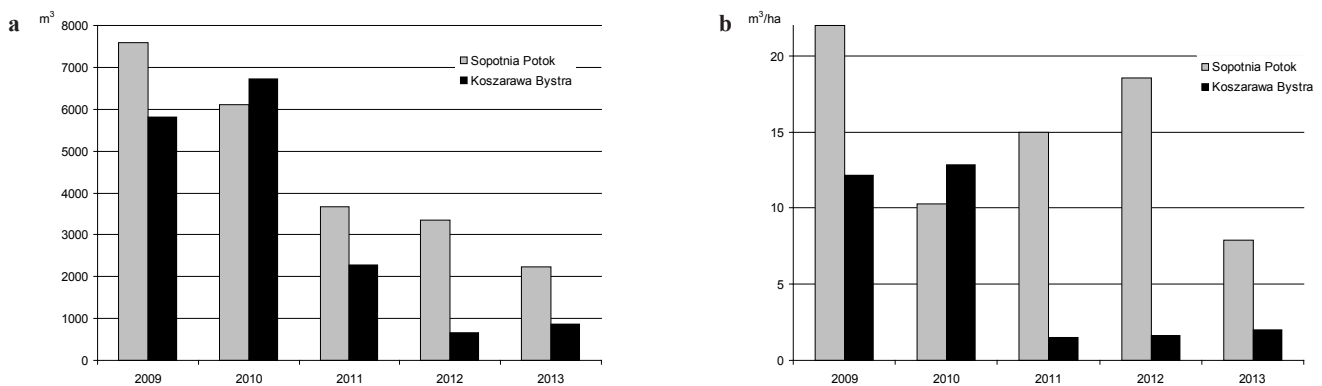 a
m³
8000
7000
6000
5000
4000
3000
2000
1000
0
Sopotnia Potok
Koszarawa Bystra
2009 2010 2011 2012 2013
b
m³/ha
20
15
10
5
0
Sopotnia Potok
Koszarawa Bystra
2009 2010 2011 2012 2013